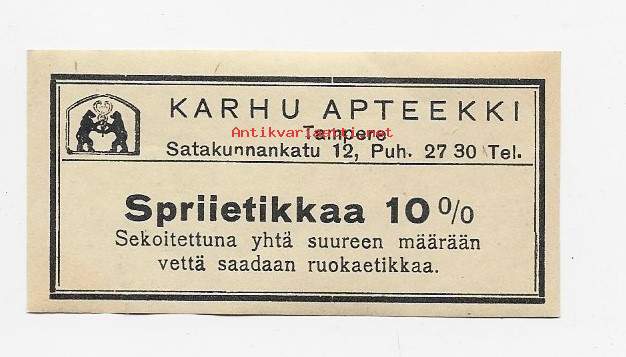 KARHU APTEEKKI
Tampere
Antikvariaatti.net
Satakunnankatu 12, Puh. 27 30 Tel.
Spriietikkaa 10 %
Sekoitettuna yhtä suureen määrään
vettä saadaan ruokaetikkaa.